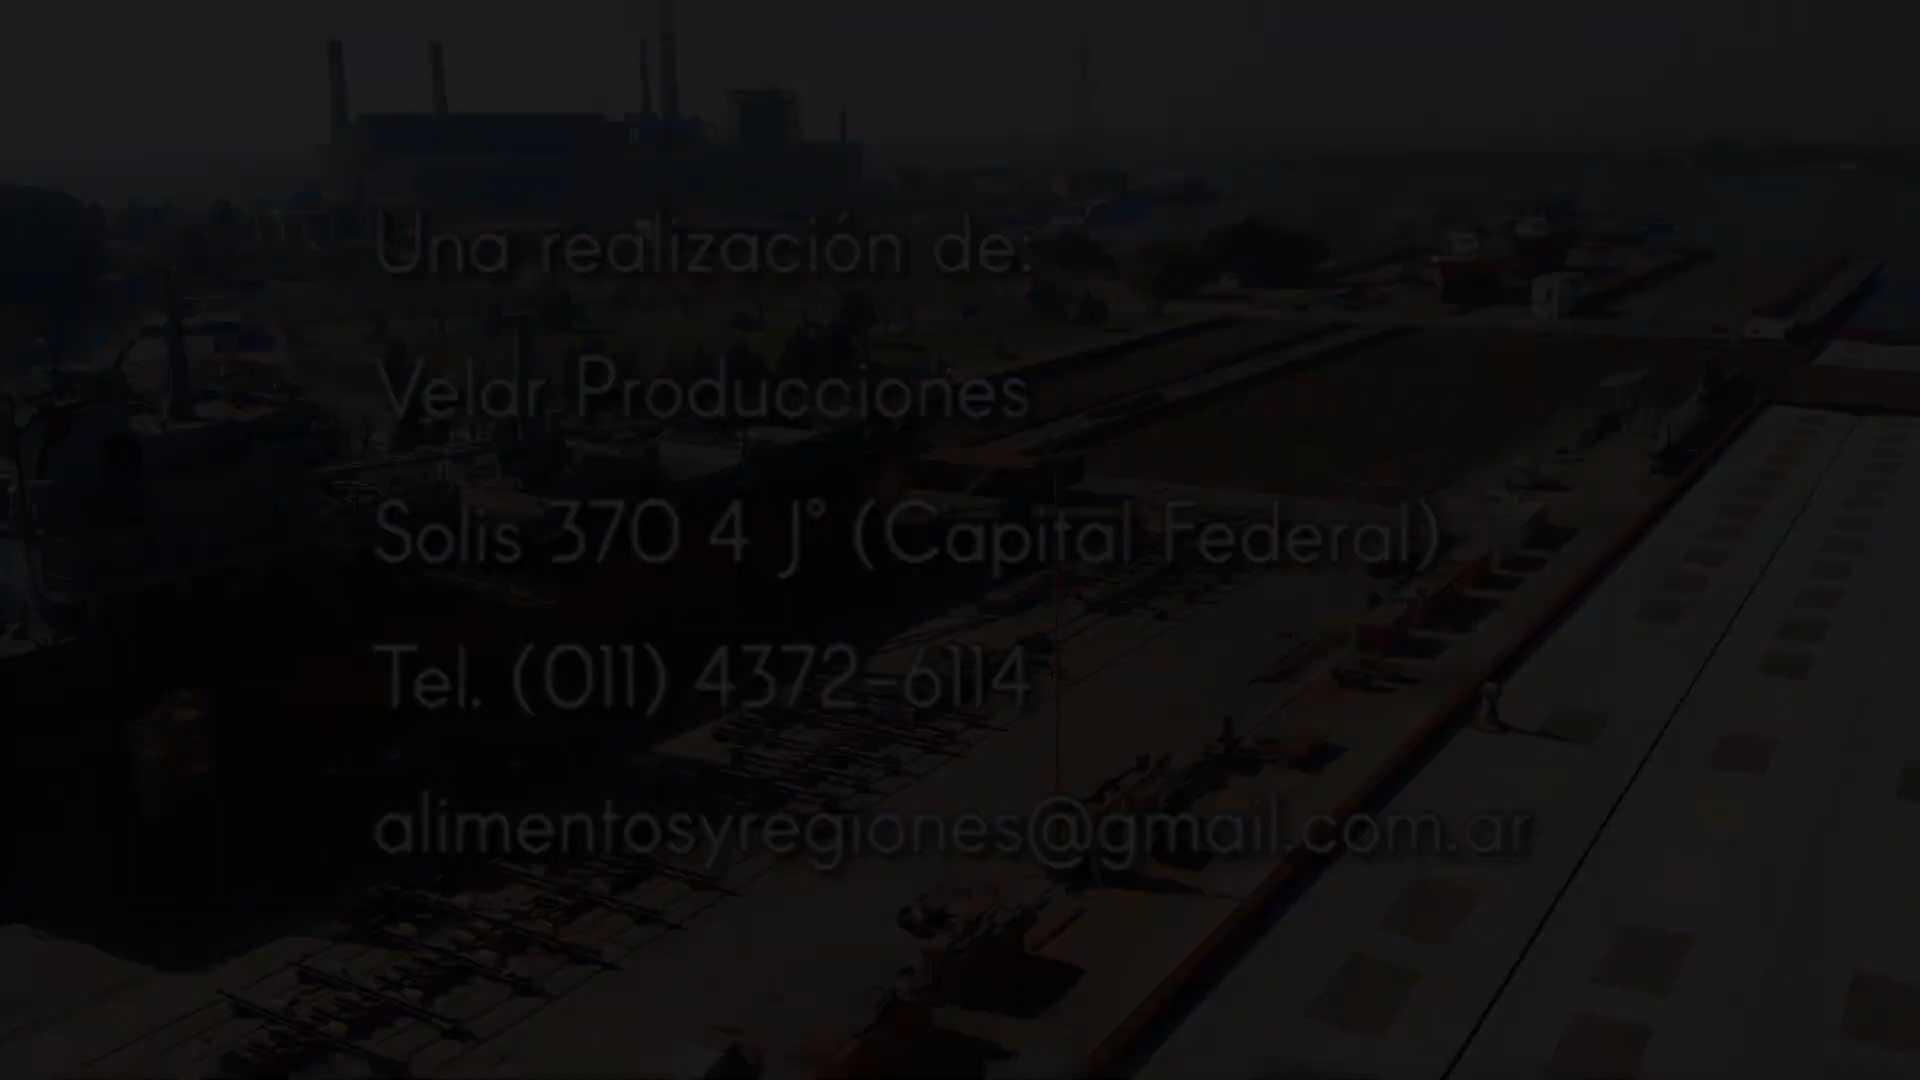 Una realización de:
Velar Producciones
Solis 370 4 J° (Capital Federal)
Tel. (011) 4372-6114
alimentosyregiones@gmail.com.ar